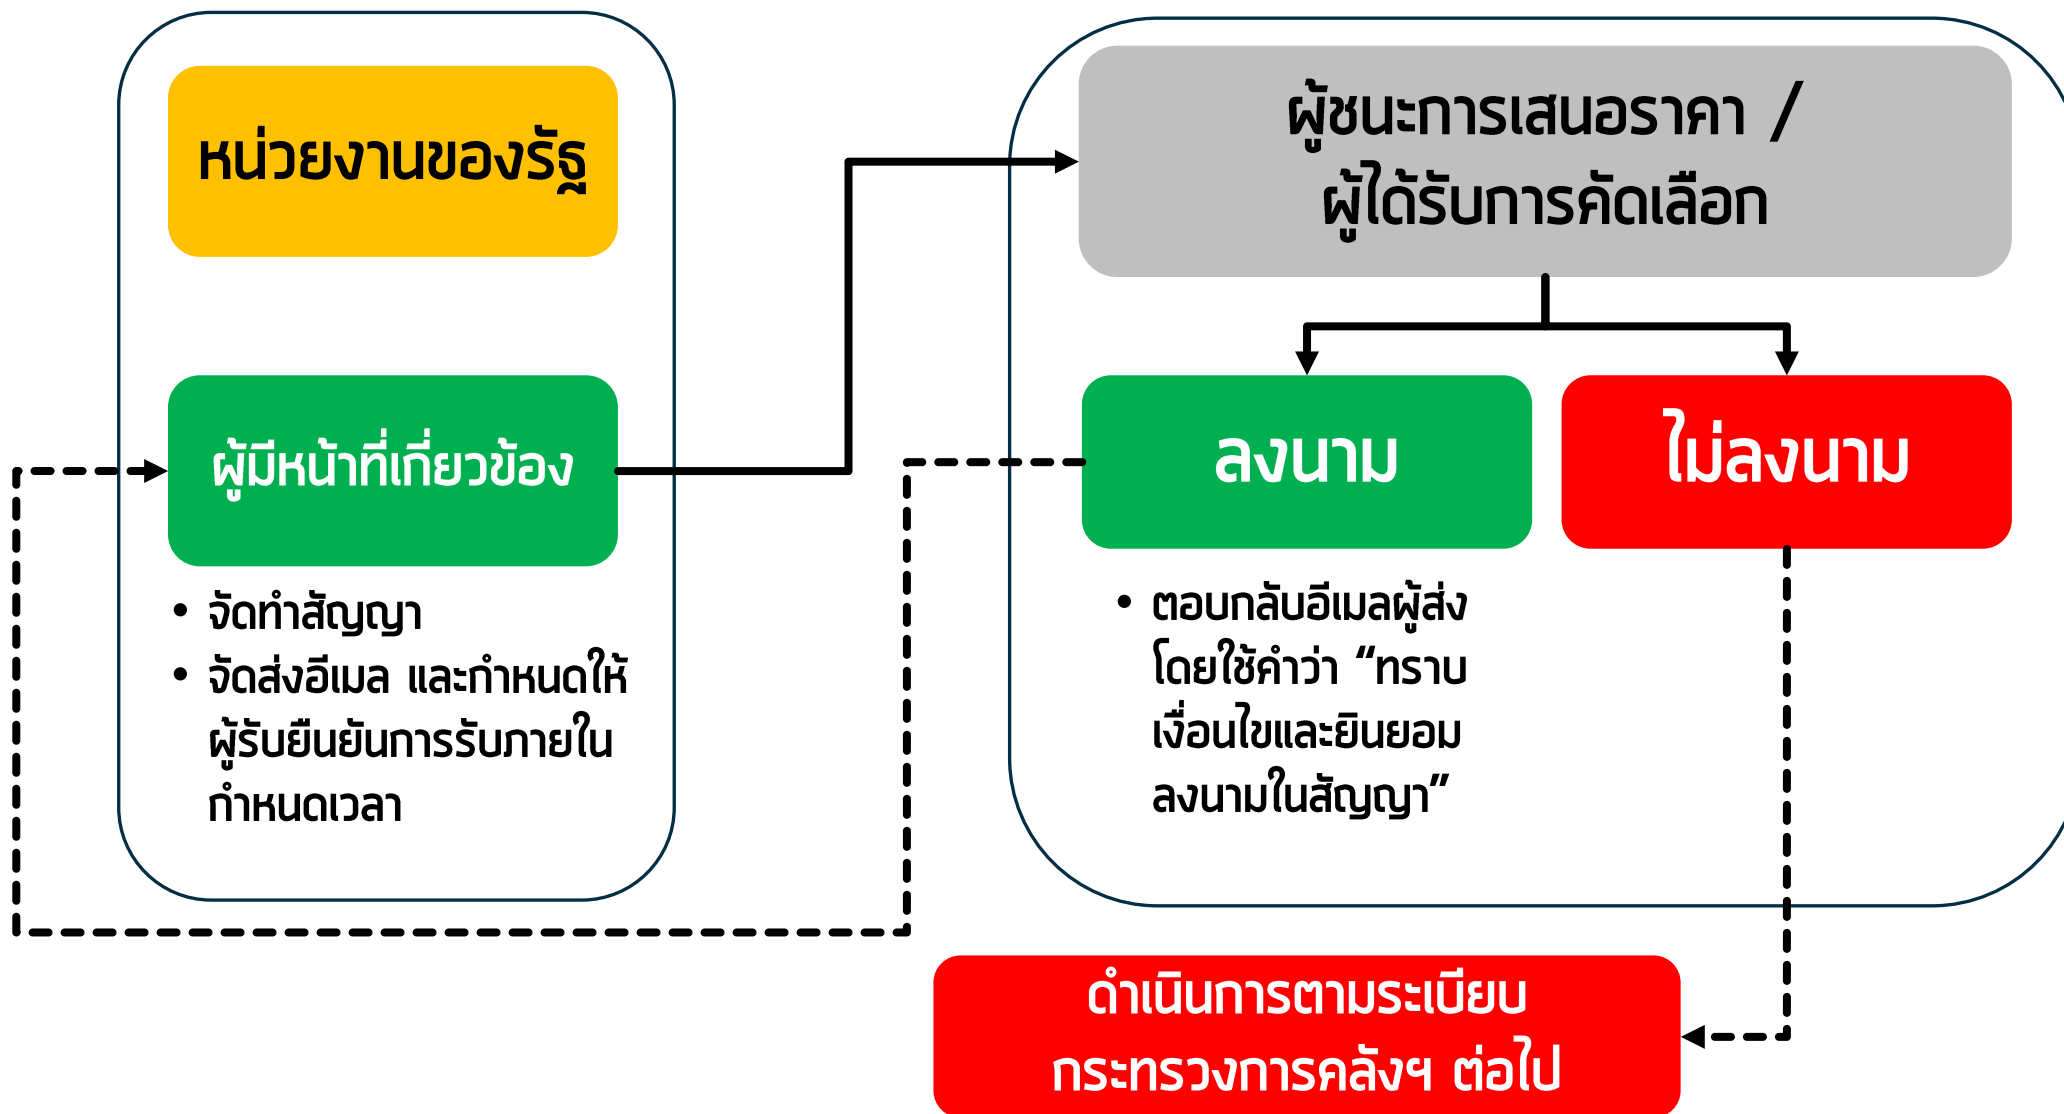 หน่วยงานของรัฐ
ผู้มีหน้าที่เกี่ยวข้อง
• จัดทำสัญญา
• จัดส่งอีเมล และกำหนดให้
ผู้รับยืนยันการรับภายใน
กำหนดเวลา
ผู้ชนะการเสนอราคา /
ผู้ได้รับการคัดเลือก
ลงนาม
ไม่ลงนาม
• ตอบกลับอีเมลผู้ส่ง
โดยใช้คำว่า “ทราบ
เงื่อนไขและยินยอม
ลงนามในสัญญา”
ดำเนินการตามระเบียบ
กระทรวงการคลังฯ ต่อไป